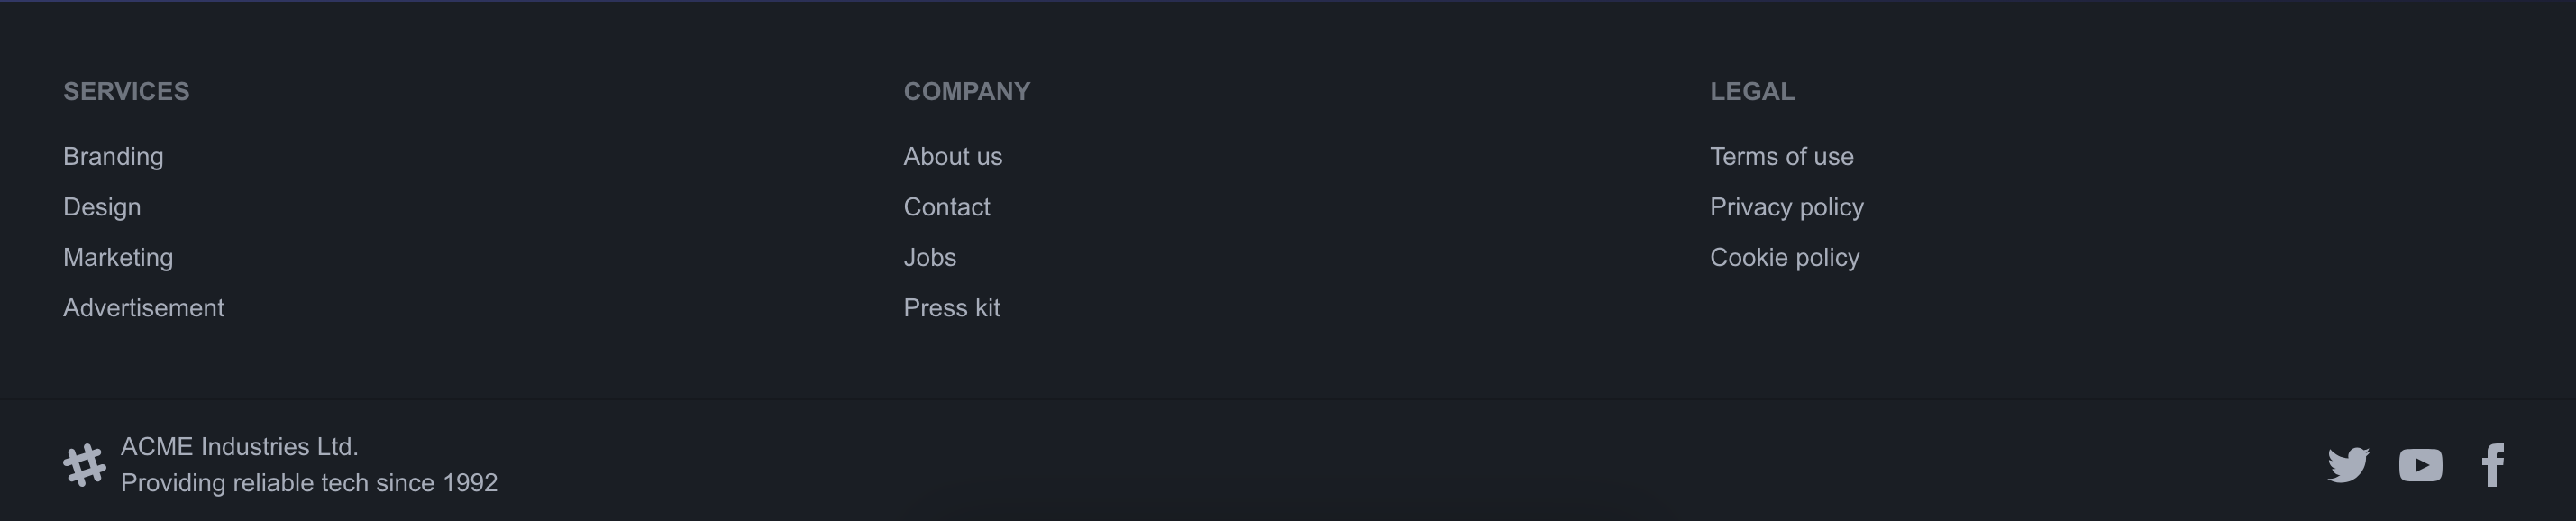 SERVICES
Branding
Design
Marketing
Advertisement
COMPANY
About us
Contact
Jobs
Press kit
LEGAL
Terms of use
Privacy policy
Cookie policy
ACME Industries Ltd.
Providing reliable tech since 1992